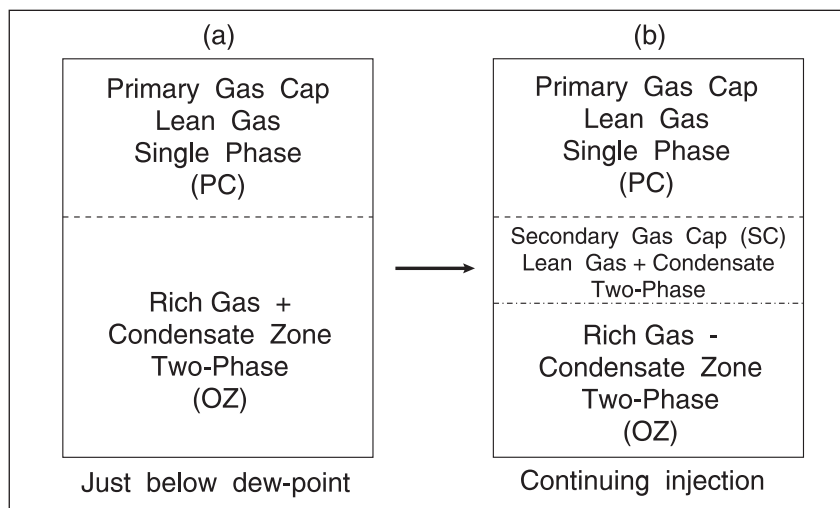 (a)
Primary Gas Cap
Lean Gas
Single Phase
(PC)
Rich Gas +
Condensate Zone
Two-Phase
(OZ)
Just below dew-point
(b)
Primary Gas Cap
Lean Gas
Single Phase
(PC)
Secondary Gas Cap (SC)
Lean Gas + Condensate
Two-Phase
Rich Gas -
Condensate Zone
Two-Phase
(OZ)
Continuing injection